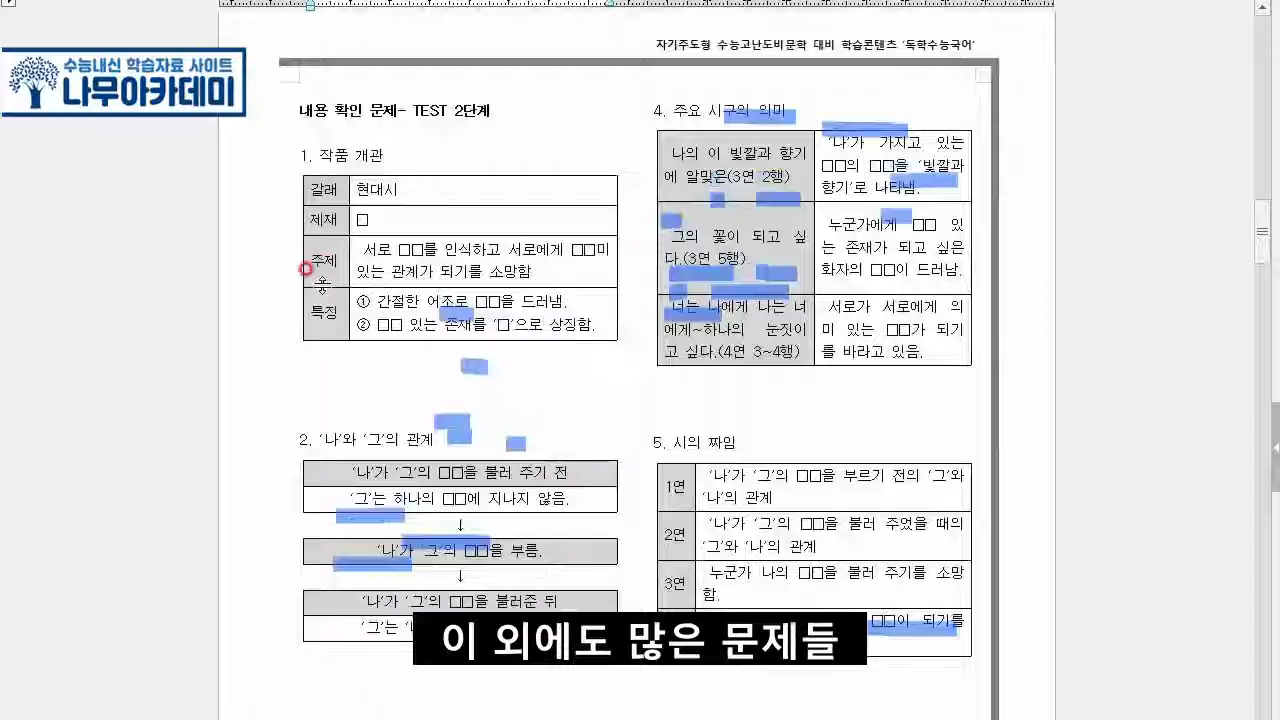 자기주도형 수능고난도비문학 대비 학습콘텐츠 '독학수능국어'
수능내신 학습자료 사이트
나무아카데미
내용 확인 문제- TEST 2단계
1. 작품 개관
갈래 현대시
제재 □
주제 서로 □□를 인식하고 서로에게 □□미
있는 관계가 되기를 소망함
특징 ① 간절한 어조로 □□을 드러냄.
② □□ 있는 존재를 '□'으로 상징함.
2. '나'와 '그'의 관계
'나'가 '그'의 □□을 불러 주기 전
'그'는 하나의 □□에 지나지 않음.
↓
'나'가 '그'의 □□을 부름.
↓
'나'가 '그'의 □□을 불러준 뒤
'그'는
4. 주요 시구의 의미
나의 이 빛깔과 향기
에 알맞은(3연 2행)
'나'가 가지고 있는
□□의 □□을 '빛깔과
향기'로 나타냄.
그의 꽃이 되고 싶
다.(3연 5행)
누군가에게 □□ 있
는 존재가 되고 싶은
화자의 □□이 드러남.
너는 나에게 나는 너
에게~하나의 눈짓이
고 싶다.(4연 3~4행)
서로가 서로에게 의
미 있는 □□가 되기
를 바라고 있음.
5. 시의 짜임
1연 '나'가 '그'의 □□을 부르기 전의 '그'와
'나'의 관계
2연 '나'가 '그'의 □□을 불러 주었을 때의
'그'와 '나'의 관계
3연 누군가 나의 □□을 불러 주기를 소망
함.
□□이 되기를
이 외에도 많은 문제들